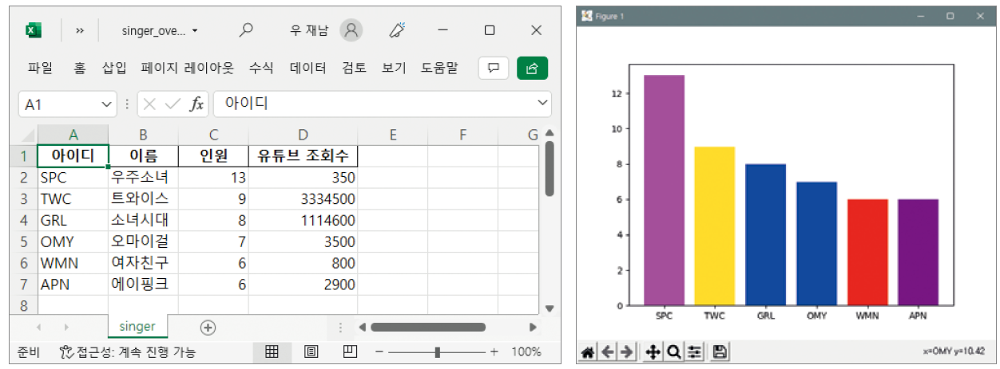 singer_ove...
우 재남
파일 홈 삽입 페이지 레이아웃 수식 데이터 검토 보기 도움말
A1 fx 아이디
A B C D E F G
1 아이디 이름 인원 유튜브 조회수
2 SPC 우주소녀 13 350
3 TWC 트와이스 9 3334500
4 GRL 소녀시대 8 1114600
5 OMY 오마이걸 7 3500
6 WMN 여자친구 6 800
7 APN 에이핑크 6 2900
8
singer
준비 접근성: 계속 진행 가능 100%
Figure 1
12
10
8
6
4
2
0
SPC TWC GRL OMY WMN APN
x=OMY y=10.42